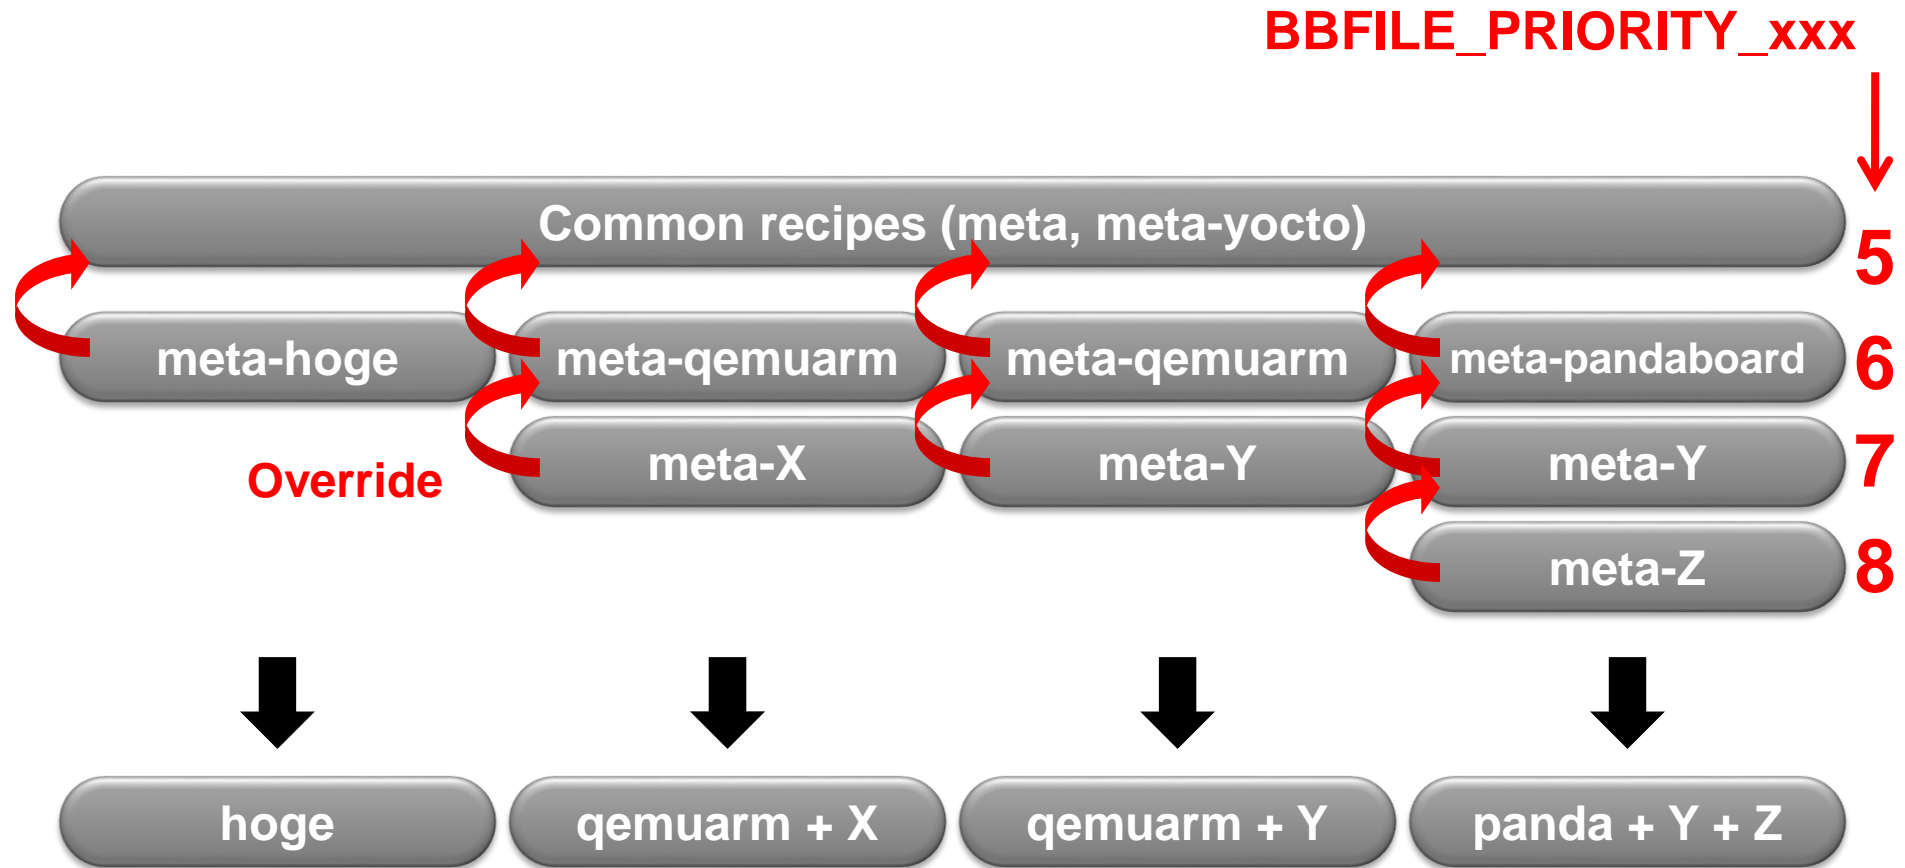 BBFILE_PRIORITY_xxx
Common recipes (meta, meta-yocto)
5
meta-hoge
meta-qemuarm
meta-qemuarm
meta-pandaboard
6
Override
meta-X
meta-Y
meta-Y
7
meta-Z
8
hoge
qemuarm + X
qemuarm + Y
panda + Y + Z